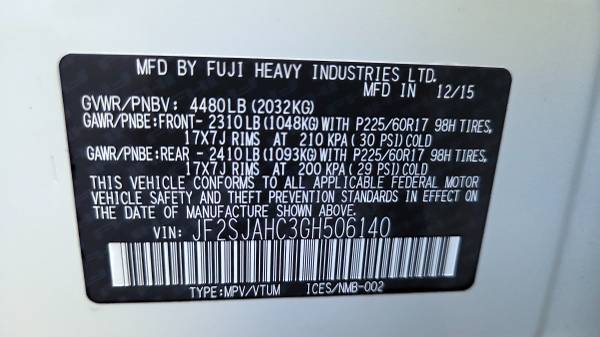 MFD BY FUJI HEAVY INDUSTRIES LTD.
MFD IN 12/15
GVWR/PNBV: 4480LB (2032KG)
GAWR/PNBE:FRONT- 2310LB (1048KG) WITH P225/60R17 98H TIRES,
17X7J RIMS AT 210 KPA( 30 PSI) COLD
GAWR/PNBE:REAR - 2410LB (1093KG) WITH P225/60R17 98H TIRES,
17X7J RIMS AT 200 KPA( 29 PSI) COLD
THIS VEHICLE CONFORMS TO ALL APPLICABLE FEDERAL MOTOR
VEHICLE SAFETY AND THEFT PREVENTION STANDARDS IN EFFECT ON
THE DATE OF MANUFACTURE SHOWN ABOVE.
VIN: JF2SJAHC3GH506140
TYPE:MPV/VTUM ICES/NMB-002